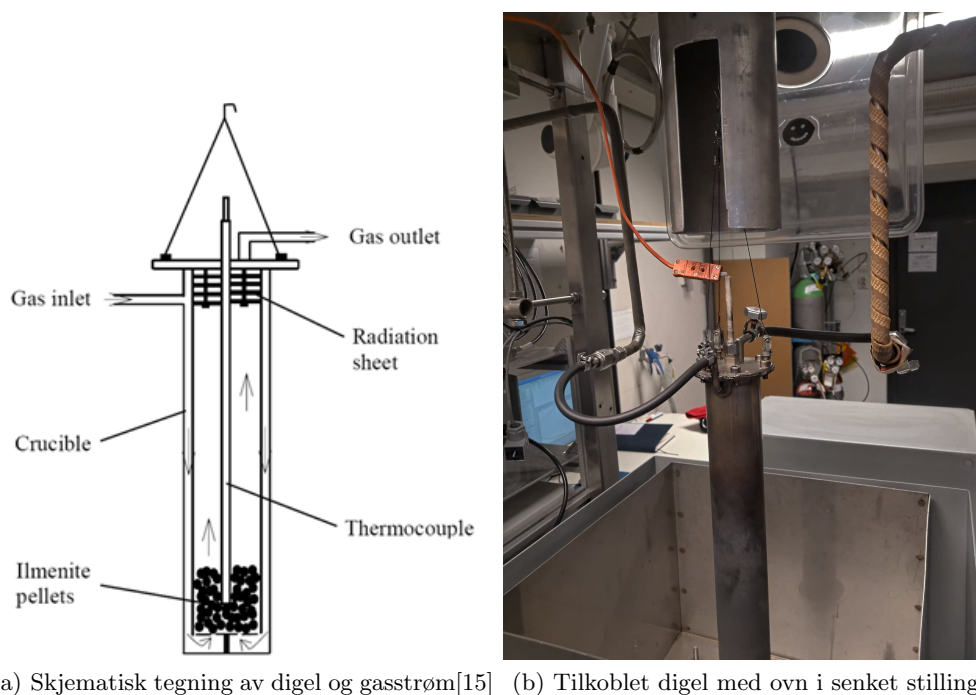 Gas outlet
Gas inlet
Radiation
sheet
Crucible
Thermocouple
Ilmenite
pellets
a) Skjematisk tegning av digel og gasstrøm[15]
(b) Tilkoblet digel med ovn i senket stilling